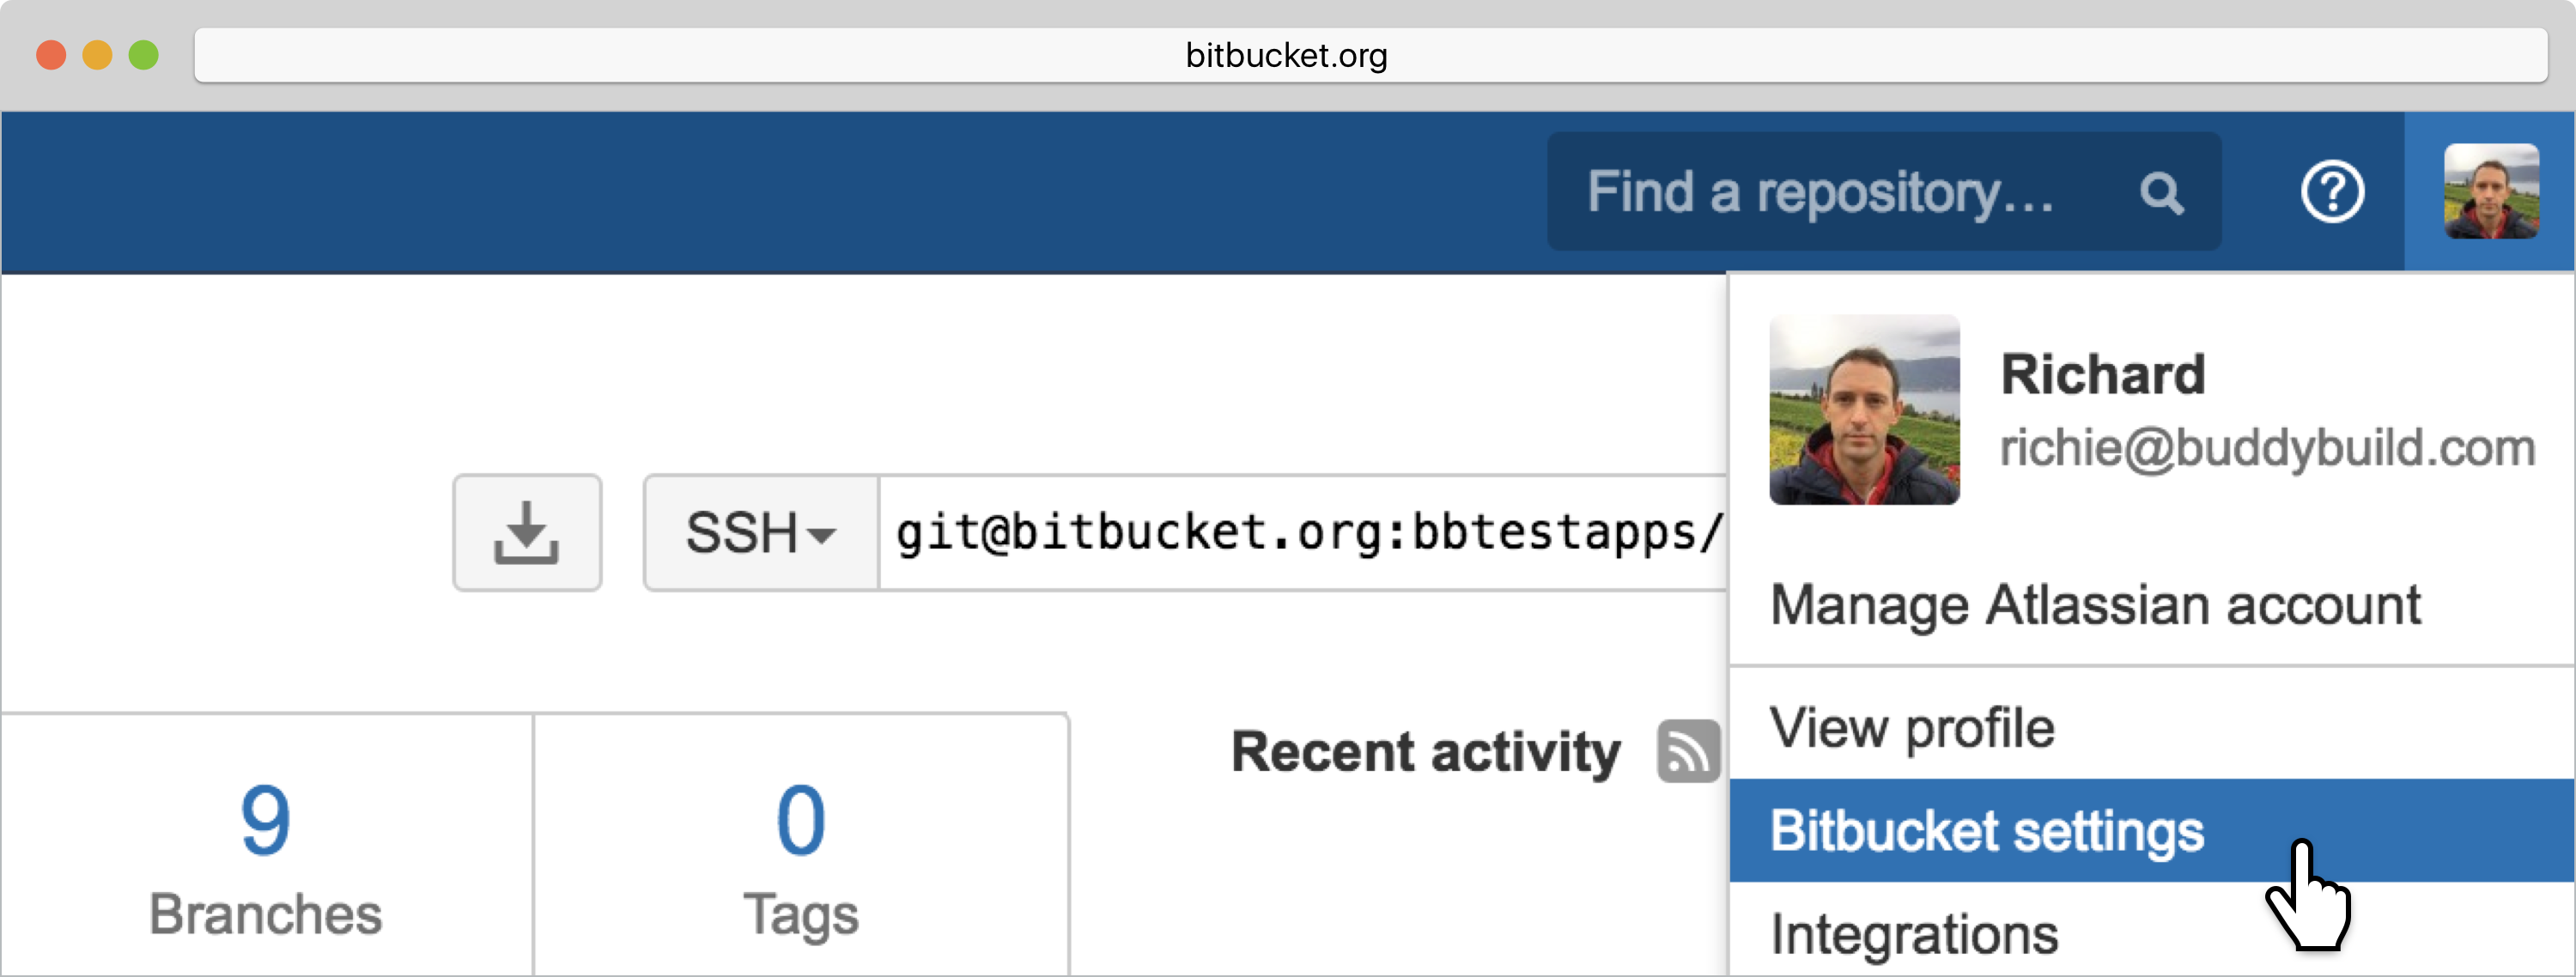 bitbucket.org
Find a repository...
Richard
richie@buddybuild.com
SSH
git@bitbucket.org:bbtestapps/
Manage Atlassian account
Recent activity
View profile
9
Branches
0
Tags
Bitbucket settings
Integrations